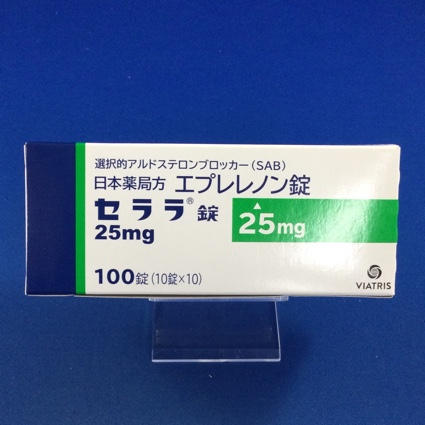 選択的アルドステロンブロッカー(SAB)
日本薬局方 エプレレノン錠
セララ®錠
25mg
25mg
100錠(10錠×10)
VIATRIS